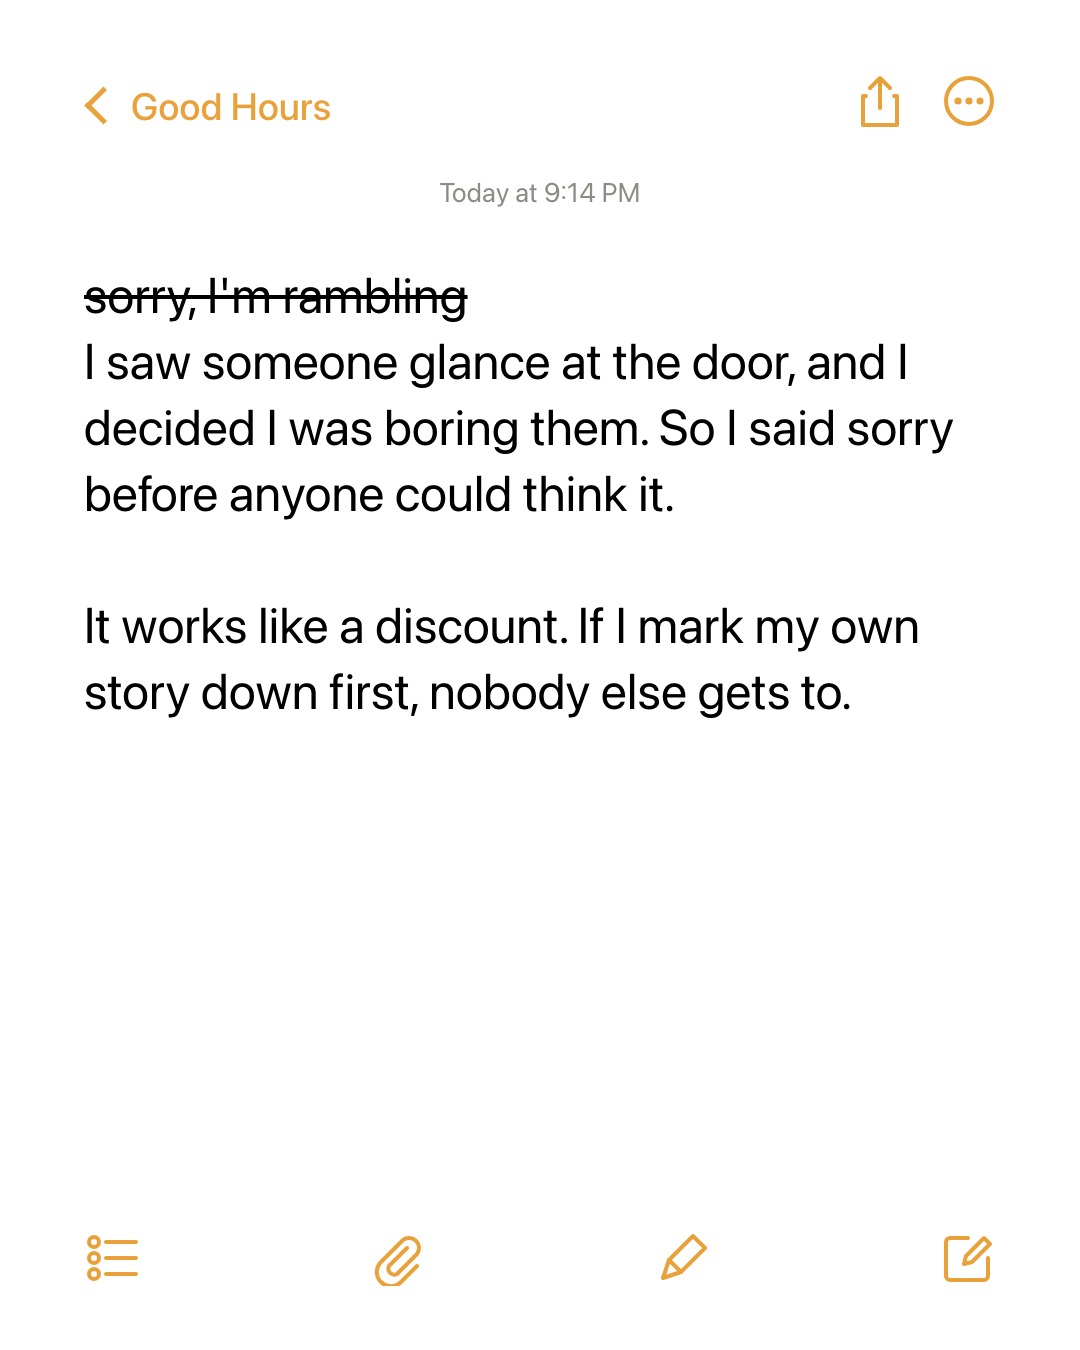 Good Hours
Today at 9:14 PM
sorry, I'm rambling
I saw someone glance at the door, and I
decided I was boring them. So I said sorry
before anyone could think it.
It works like a discount. If I mark my own
story down first, nobody else gets to.